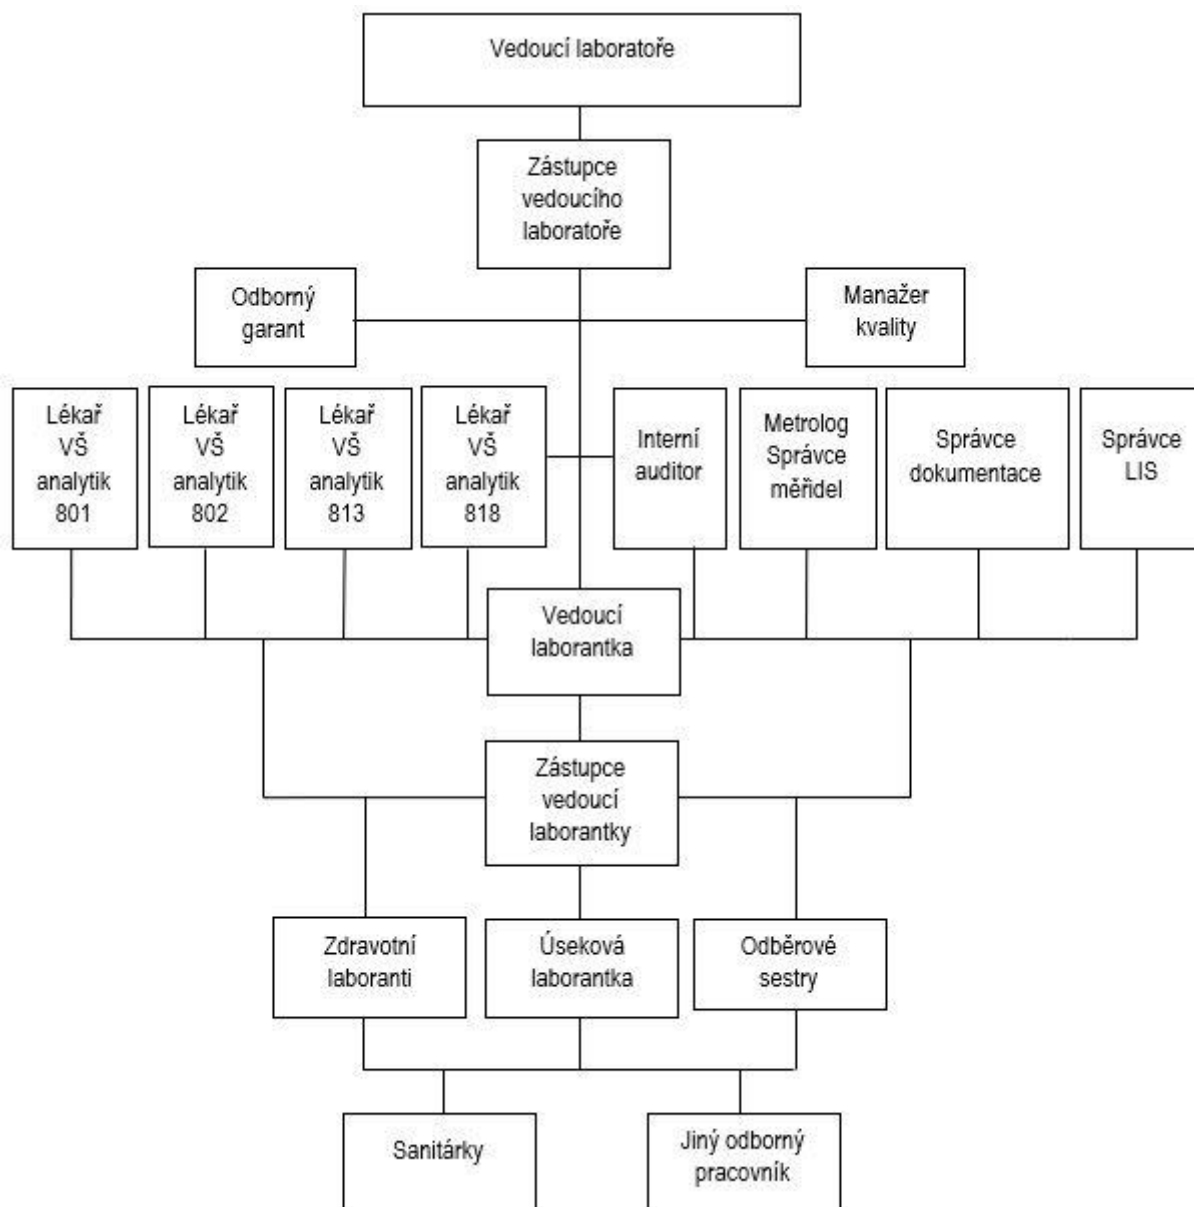 Vedoucí laboratoře
Zástupce
vedoucího
laboratoře
Odborný
garant
Manažer
kvality
Lékař
VŠ
analytik
801
Lékař
VŠ
analytik
802
Lékař
VŠ
analytik
813
Lékař
VŠ
analytik
818
Interní
auditor
Metrolog
Správce
měřidel
Správce
dokumentace
Správce
LIS
Vedoucí
laborantka
Zástupce
vedoucí
laborantky
Zdravotní
laboranti
Úseková
laborantka
Odběrové
sestry
Sanitárky
Jiný odborný
pracovník